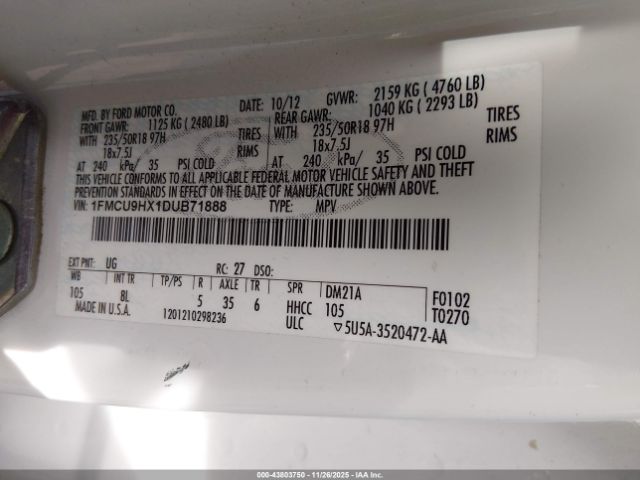 MFD. BY FORD MOTOR CO. 10/12 GVWR: 2159 KG ( 4760 LB)
FRONT GAWR: 1125 KG ( 2480 LB) REAR GAWR: 1040 KG ( 2293 LB)
WITH 235/50R18 97H TIRES WITH 235/50R18 97H TIRES
18x7.5J RIMS 18x7.5J RIMS
AT 240 kPa/ 35 PSI COLD AT 240 kPa/ 35 PSI COLD
THIS VEHICLE CONFORMS TO ALL APPLICABLE FEDERAL MOTOR VEHICLE SAFETY AND THEFT
PREVENTION STANDARDS IN EFFECT ON THE DATE OF MANUFACTURE SHOWN ABOVE.
VIN: 1FMCU9HX1DUB71888 TYPE: MPV
EXT PNT: UG RC: 27 DSO:
WB INT TR TP/PS R AXLE TR SPR DM21A F0102
105 8L 5 35 6 HHCC 105 T0270
MADE IN U.S.A. 1201210298236 ULC ▽5U5A-3520472-AA
000-43803750 - 11/26/2025 - IAAI.COM